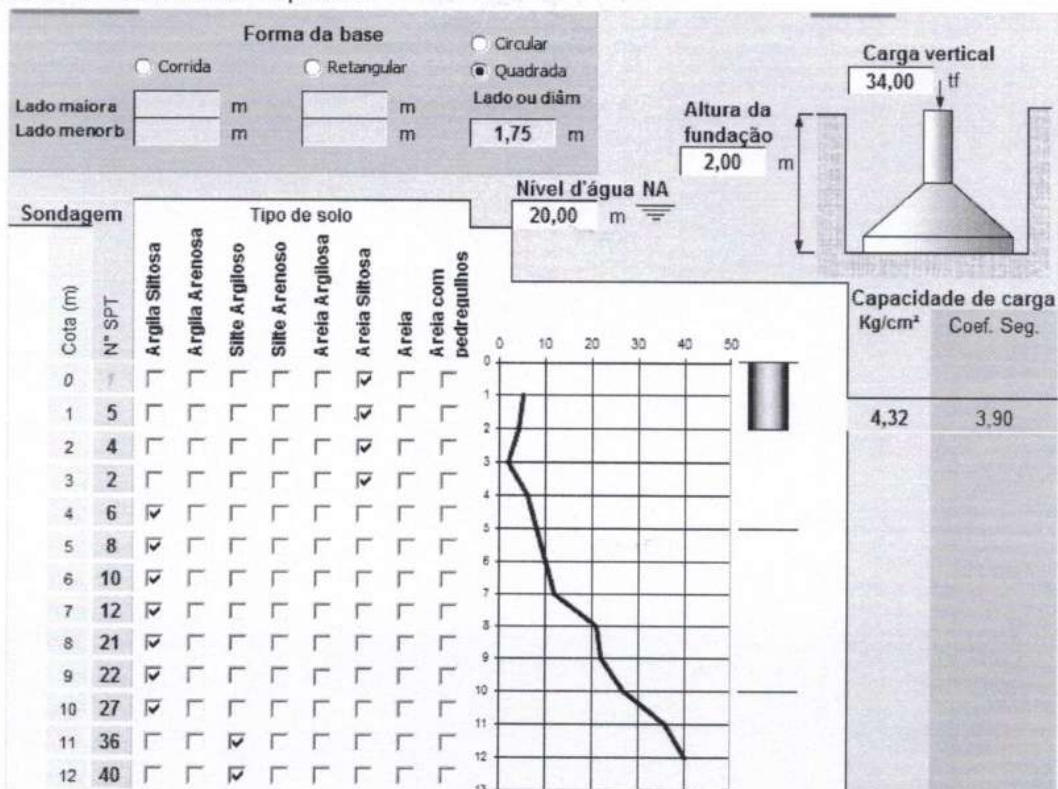 Forma da base
Corrida
Retangular
Circular
Quadrada
Lado maiora
m
m
Lado ou diâm
Lado menorb
m
m
1,75 m
Carga vertical
34,00 tf
Altura da
fundação
2,00 m
Nível d'água NA
20,00 m
Sondagem
Tipo de solo
Cota (m)
N° SPT
Argila Siltosa
Argila Arenosa
Silte Argiloso
Silte Arenoso
Areia Argilosa
Areia Siltosa
Areia
Areia com
pedregulhos
Capacidade de carga
Kg/cm²
Coef. Seg.
4,32
3,90
0 1
1 5
2 4
3 2
4 6
5 8
6 10
7 12
8 21
9 22
10 27
11 36
12 40
0 10 20 30 40 50
0
1
2
3
4
5
6
7
8
9
10
11
12
13